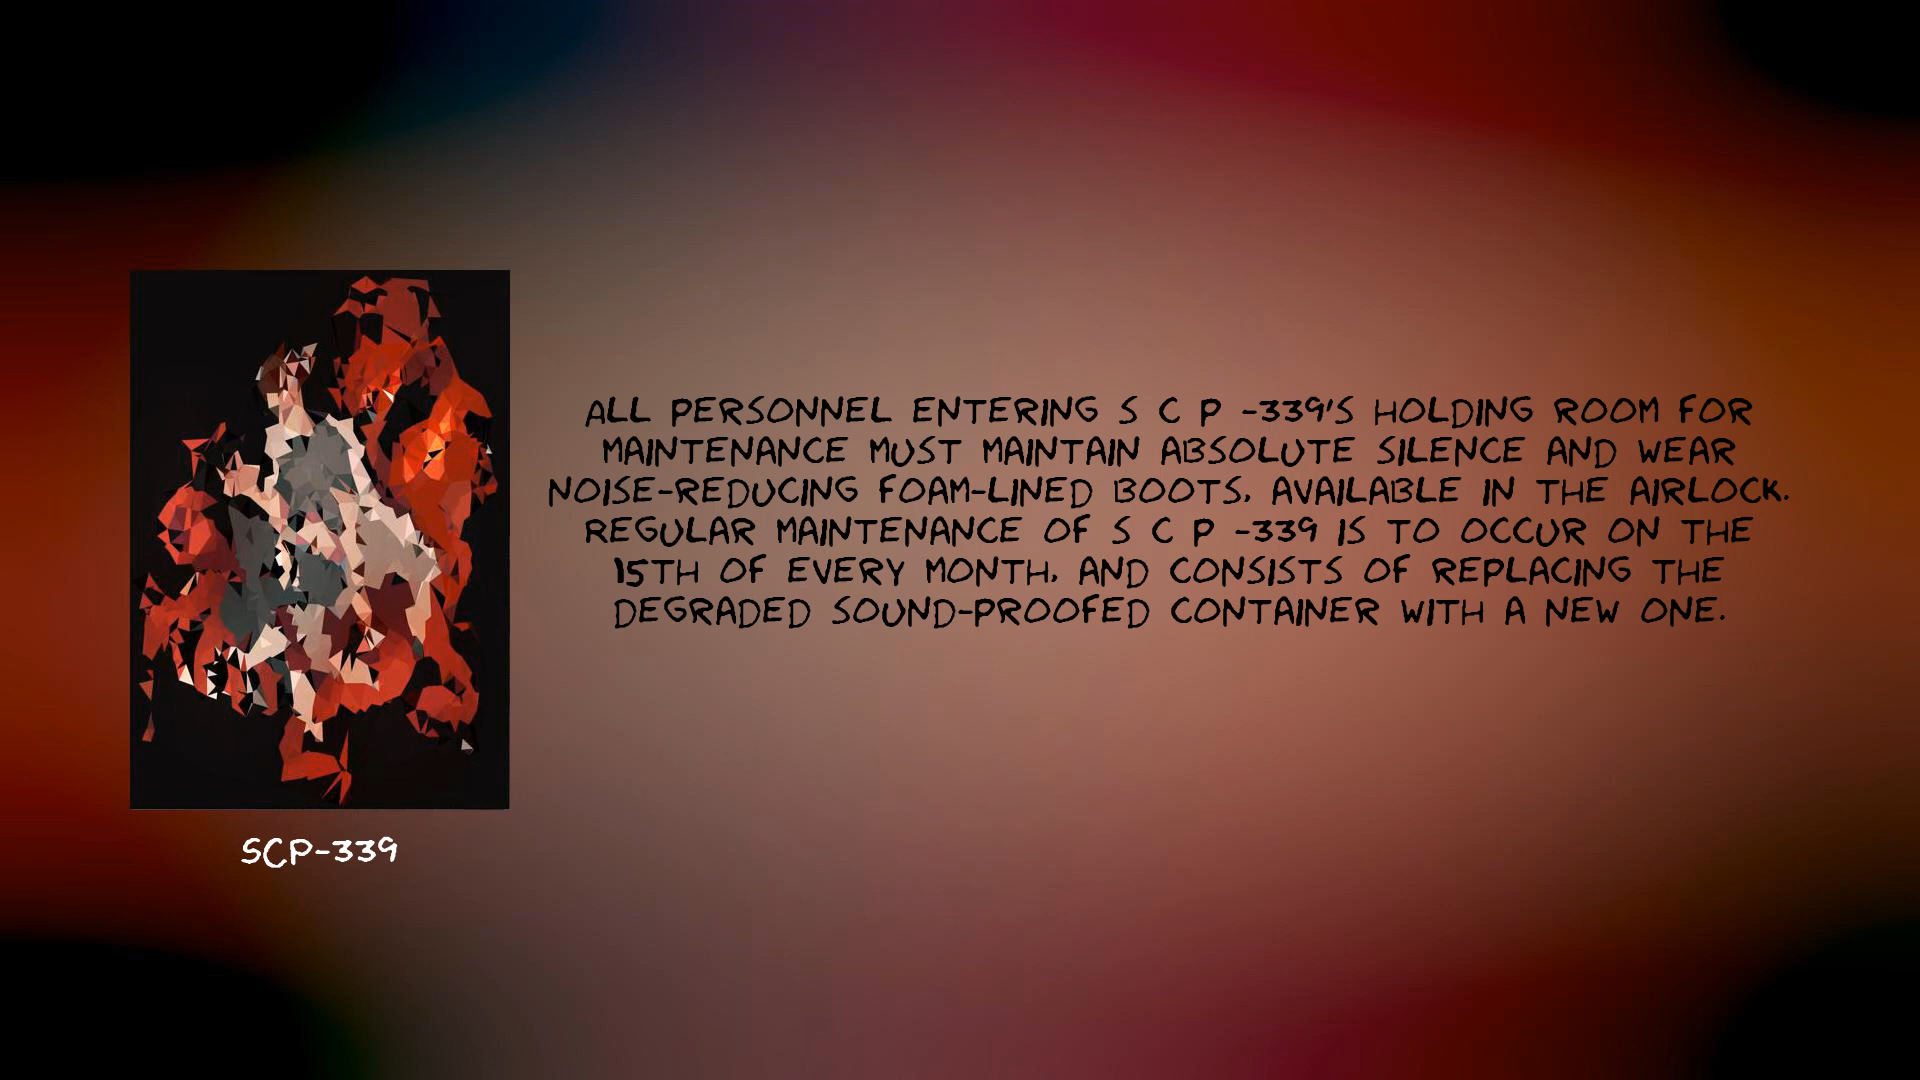 ALL PERSONNEL ENTERING S C P -339'S HOLDING ROOM FOR
MAINTENANCE MUST MAINTAIN ABSOLUTE SILENCE AND WEAR
NOISE-REDUCING FOAM-LINED BOOTS, AVAILABLE IN THE AIRLOCK.
REGULAR MAINTENANCE OF S C P -339 IS TO OCCUR ON THE
15TH OF EVERY MONTH, AND CONSISTS OF REPLACING THE
DEGRADED SOUND-PROOFED CONTAINER WITH A NEW ONE.
SCP-339